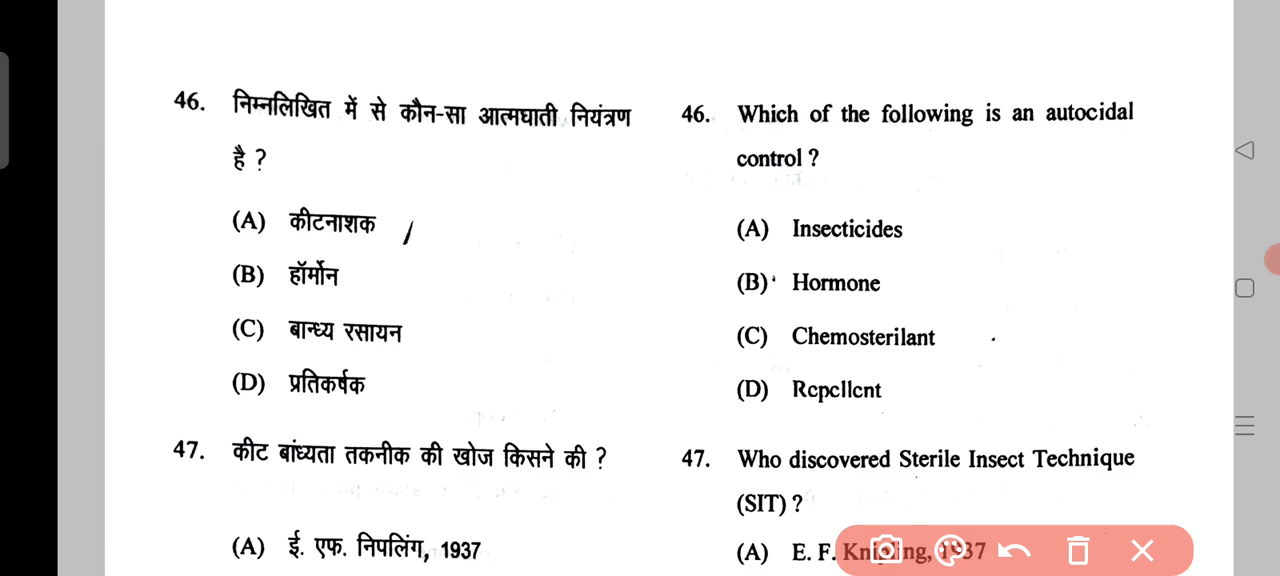 46. निम्नलिखित में से कौन-सा आत्मघाती नियंत्रण
है ?
(A) कीटनाशक
(B) हॉर्मोन
(C) बान्ध्य रसायन
(D) प्रतिकर्षक
47. कीट बांध्यता तकनीक की खोज किसने की ?
(A) ई. एफ. निपलिंग, 1937
46. Which of the following is an autocidal
control ?
(A) Insecticides
(B) Hormone
(C) Chemosterilant
(D) Repellent
47. Who discovered Sterile Insect Technique
(SIT) ?
(A) E. F. Knipling, 1937